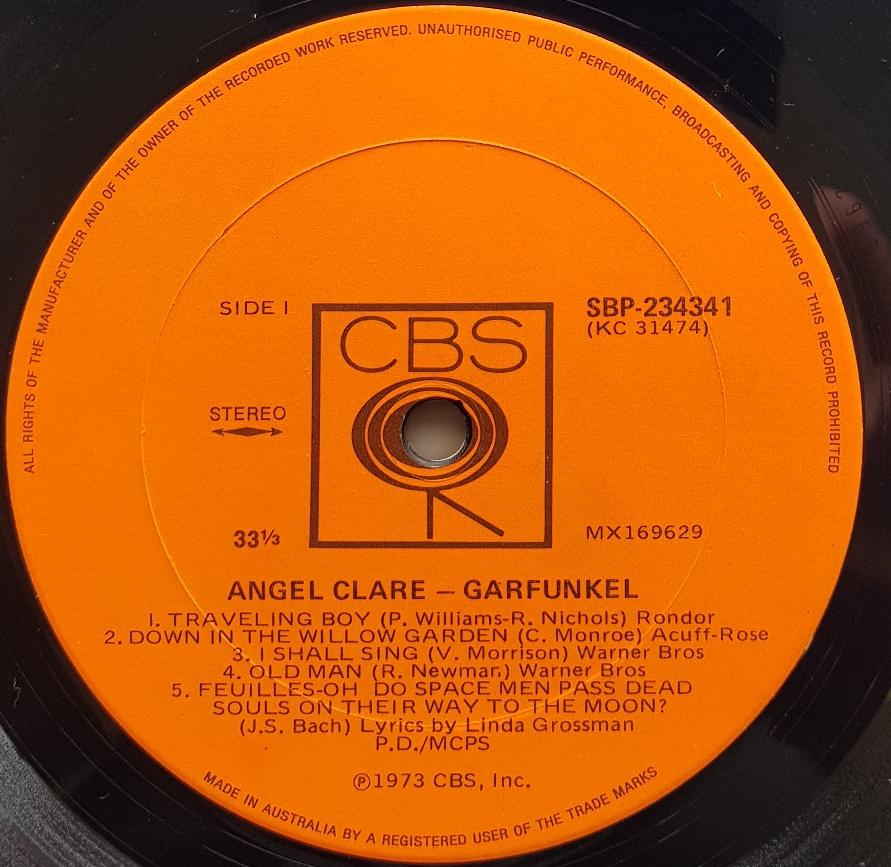 ALL RIGHTS OF THE MANUFACTURER AND OF THE OWNER OF THE RECORDED WORK RESERVED. UNAUTHORISED PUBLIC PERFORMANCE, BROADCASTING AND COPYING OF THIS RECORD PROHIBITED
SIDE 1
CBS
SBP-234341
(KC 31474)
STEREO
33⅓
MX169629
ANGEL CLARE – GARFUNKEL
1. TRAVELING BOY (P. Williams-R. Nichols) Rondor
2. DOWN IN THE WILLOW GARDEN (C. Monroe) Acuff-Rose
3. I SHALL SING (V. Morrison) Warner Bros
4. OLD MAN (R. Newman) Warner Bros
5. FEUILLES-OH DO SPACE MEN PASS DEAD
SOULS ON THEIR WAY TO THE MOON?
(J.S. Bach) Lyrics by Linda Grossman
P.D./MCPS
℗1973 CBS, Inc.
MADE IN AUSTRALIA BY A REGISTERED USER OF THE TRADE MARKS